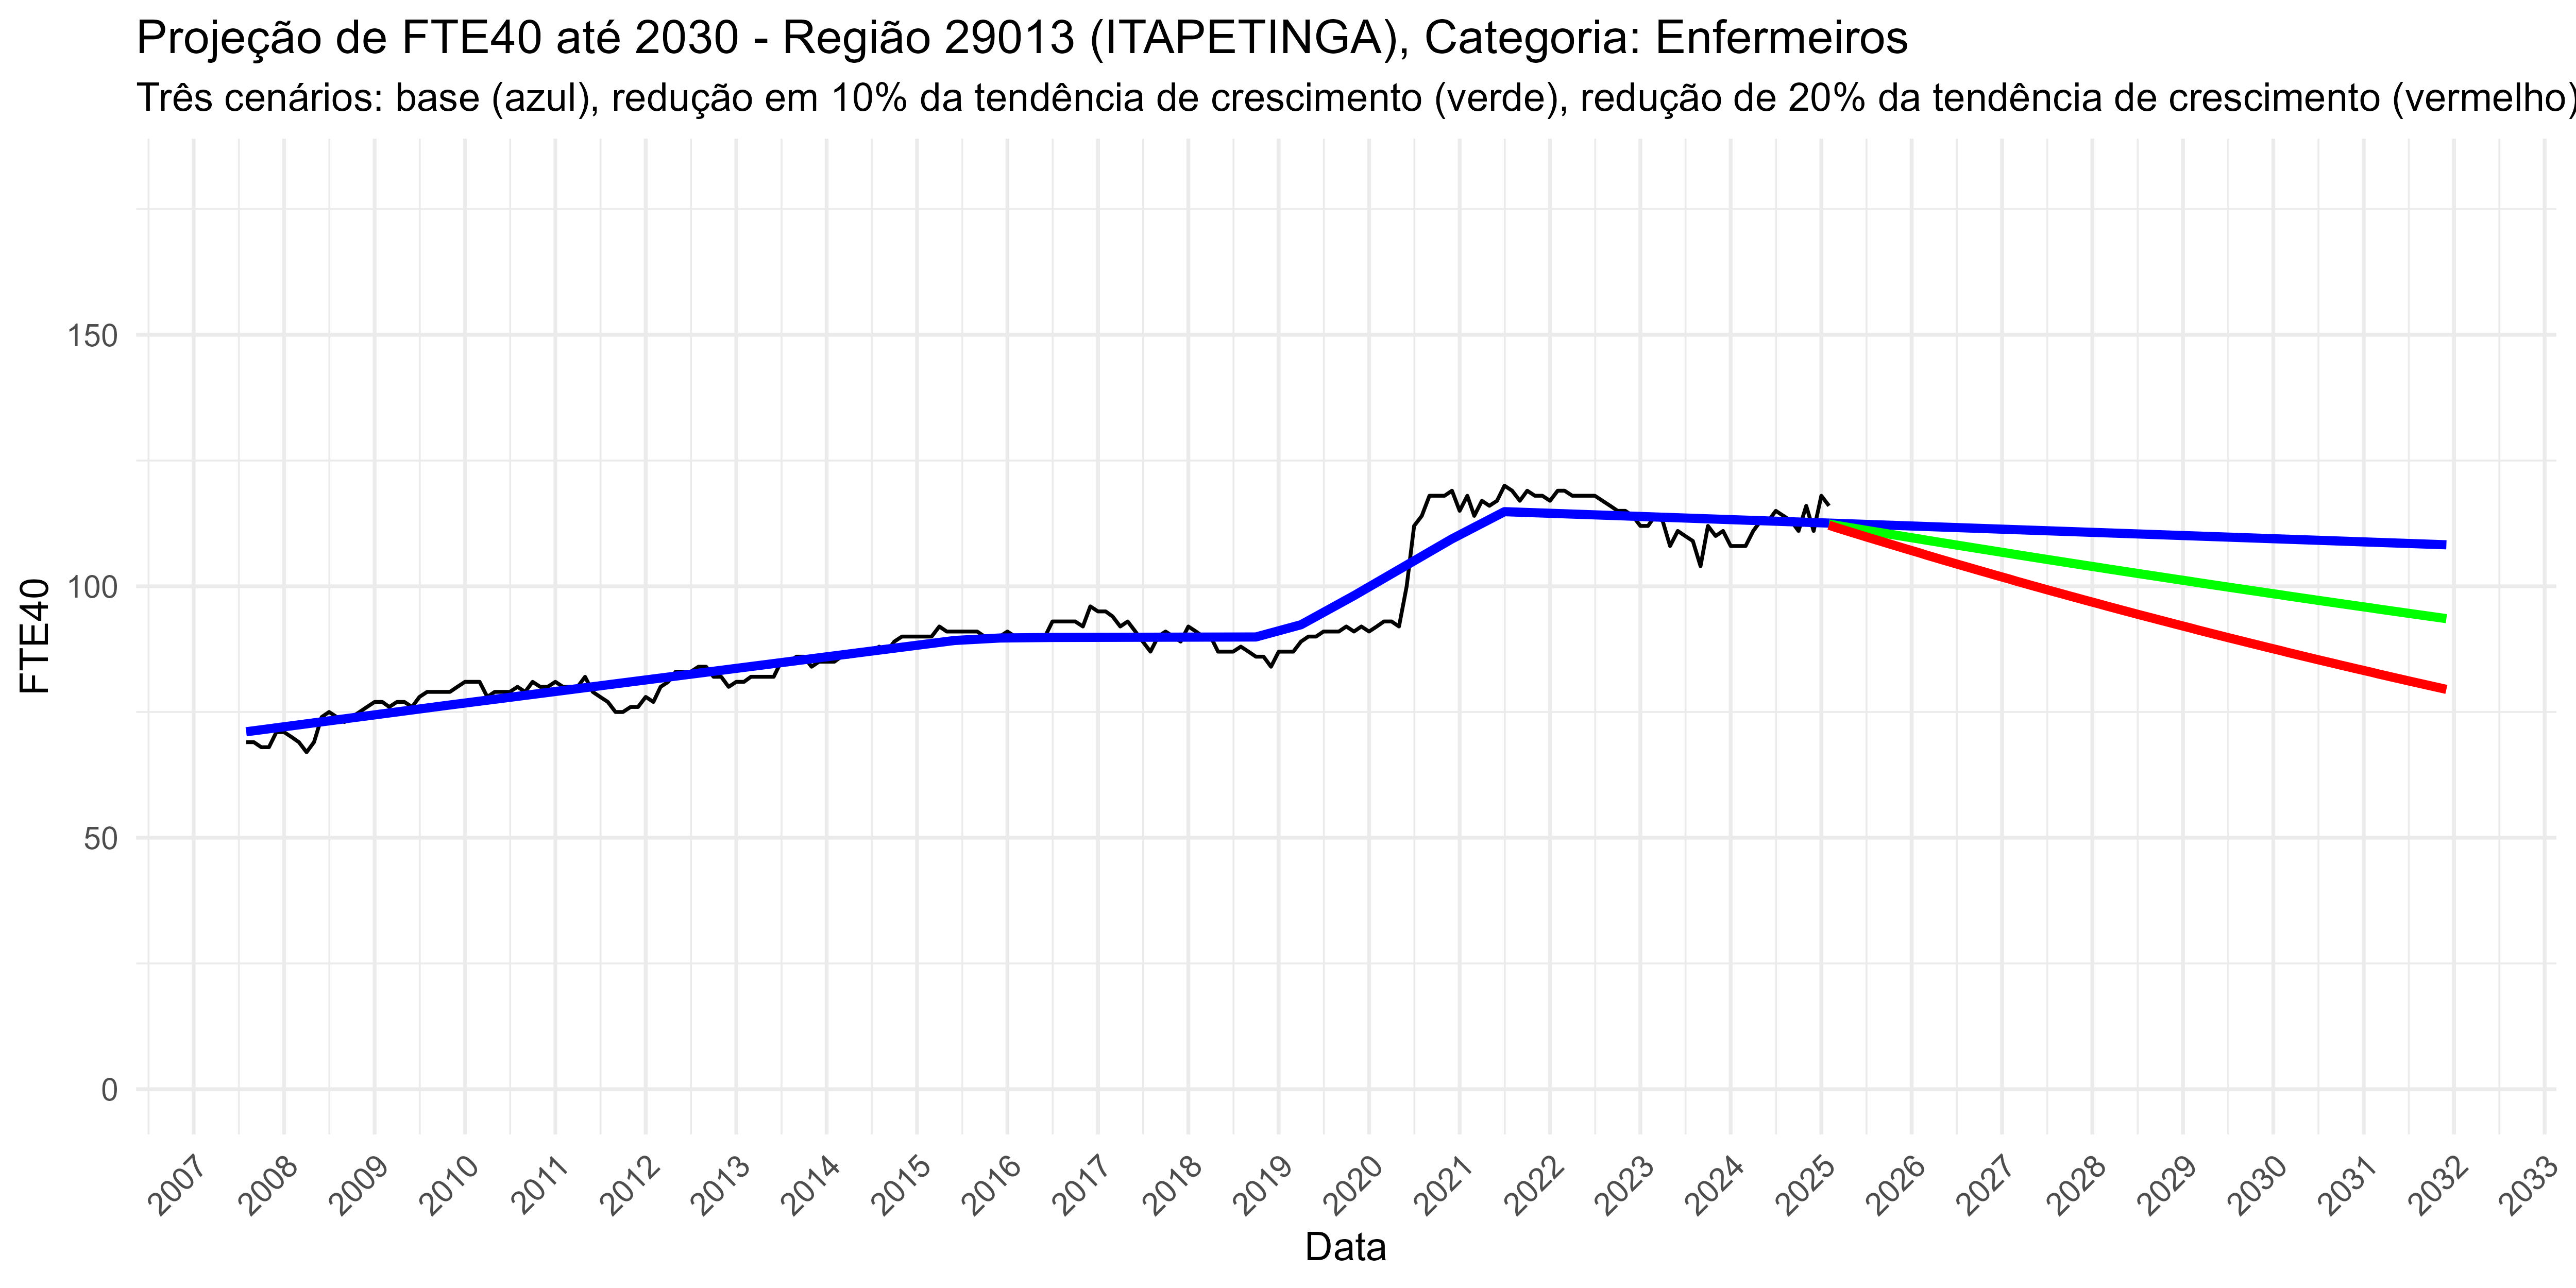 Projeção de FTE40 até 2030 - Região 29013 (ITAPETINGA), Categoria: Enfermeiros
Três cenários: base (azul), redução em 10% da tendência de crescimento (verde), redução de 20% da tendência de crescimento (vermelho)
FTE40
150
100
50
0
2007 2008 2009 2010 2011 2012 2013 2014 2015 2016 2017 2018 2019 2020 2021 2022 2023 2024 2025 2026 2027 2028 2029 2030 2031 2032 2033
Data